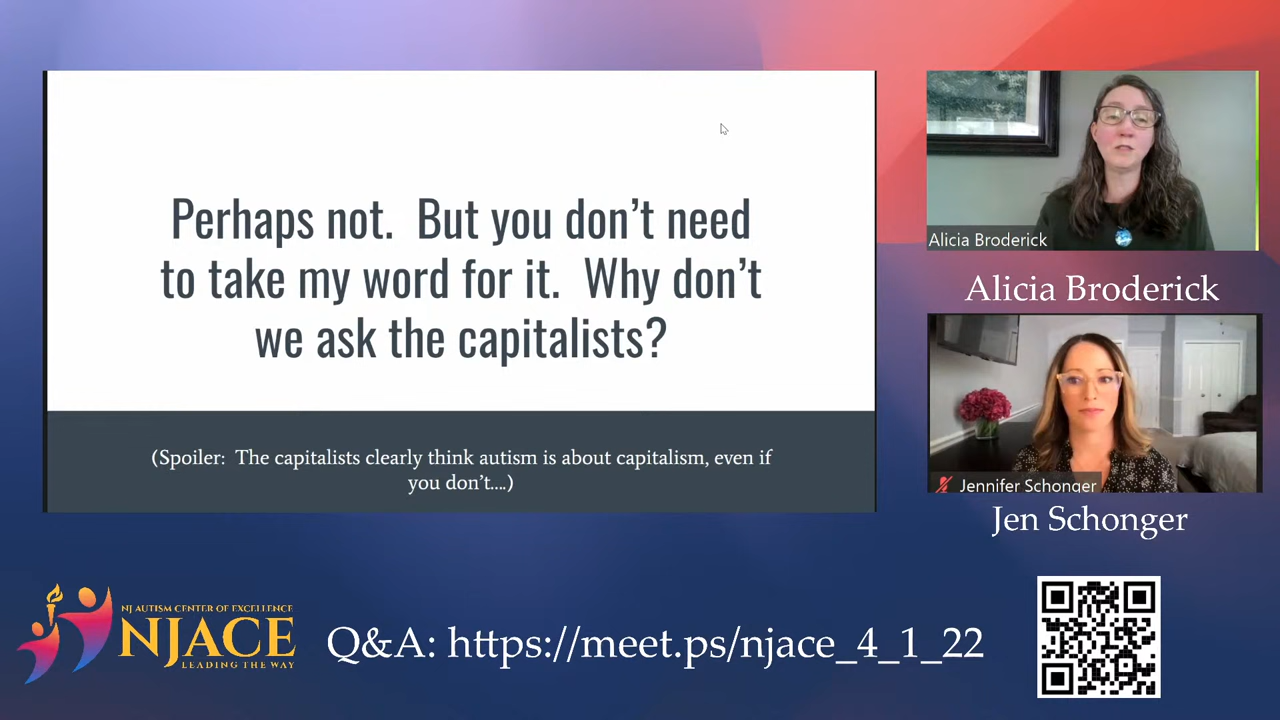 Perhaps not.  But you don’t need
to take my word for it.  Why don’t
we ask the capitalists?
(Spoiler:  The capitalists clearly think autism is about capitalism, even if
you don’t....)
Alicia Broderick
Alicia Broderick
Jennifer Schonger
Jen Schonger
NJ AUTISM CENTER OF EXCELLENCE
NJACE
LEADING THE WAY
Q&A: https://meet.ps/njace_4_1_22